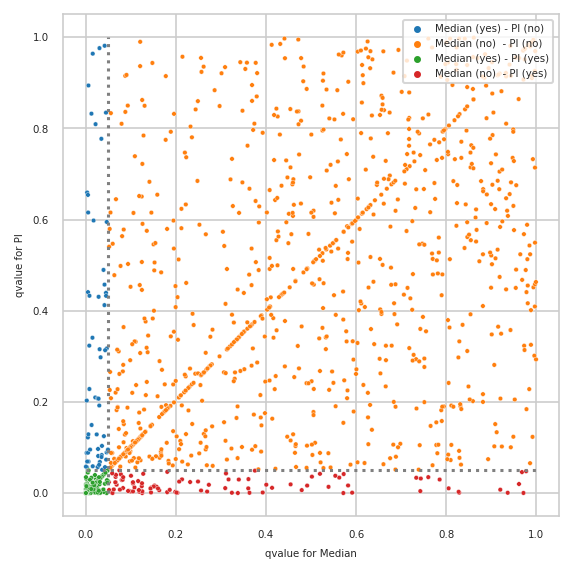 Median (yes) - PI (no)
Median (no)  - PI (no)
Median (yes) - PI (yes)
Median (no)  - PI (yes)
1.0
0.8
0.6
0.4
0.2
0.0
qvalue for PI
0.0 0.2 0.4 0.6 0.8 1.0
qvalue for Median